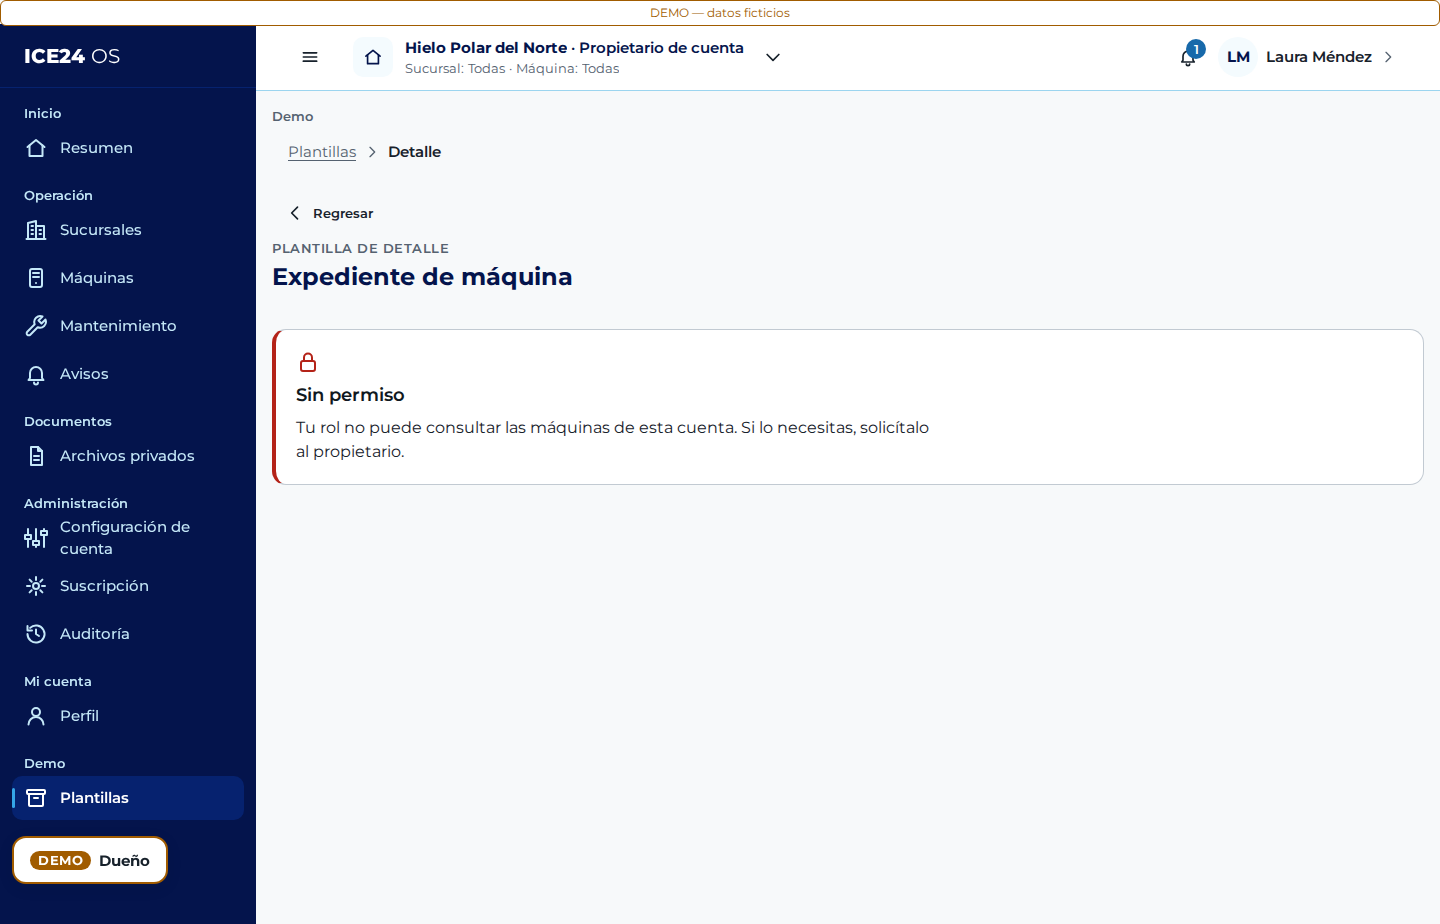 DEMO — datos ficticios
ICE24 OS
Inicio
Resumen
Operación
Sucursales
Máquinas
Mantenimiento
Avisos
Documentos
Archivos privados
Administración
Configuración de
cuenta
Suscripción
Auditoría
Mi cuenta
Perfil
Demo
Plantillas
DEMO Dueño
Hielo Polar del Norte · Propietario de cuenta
Sucursal: Todas · Máquina: Todas
1
LM Laura Méndez
Demo
Plantillas > Detalle
Regresar
PLANTILLA DE DETALLE
Expediente de máquina
Sin permiso
Tu rol no puede consultar las máquinas de esta cuenta. Si lo necesitas, solicítalo
al propietario.